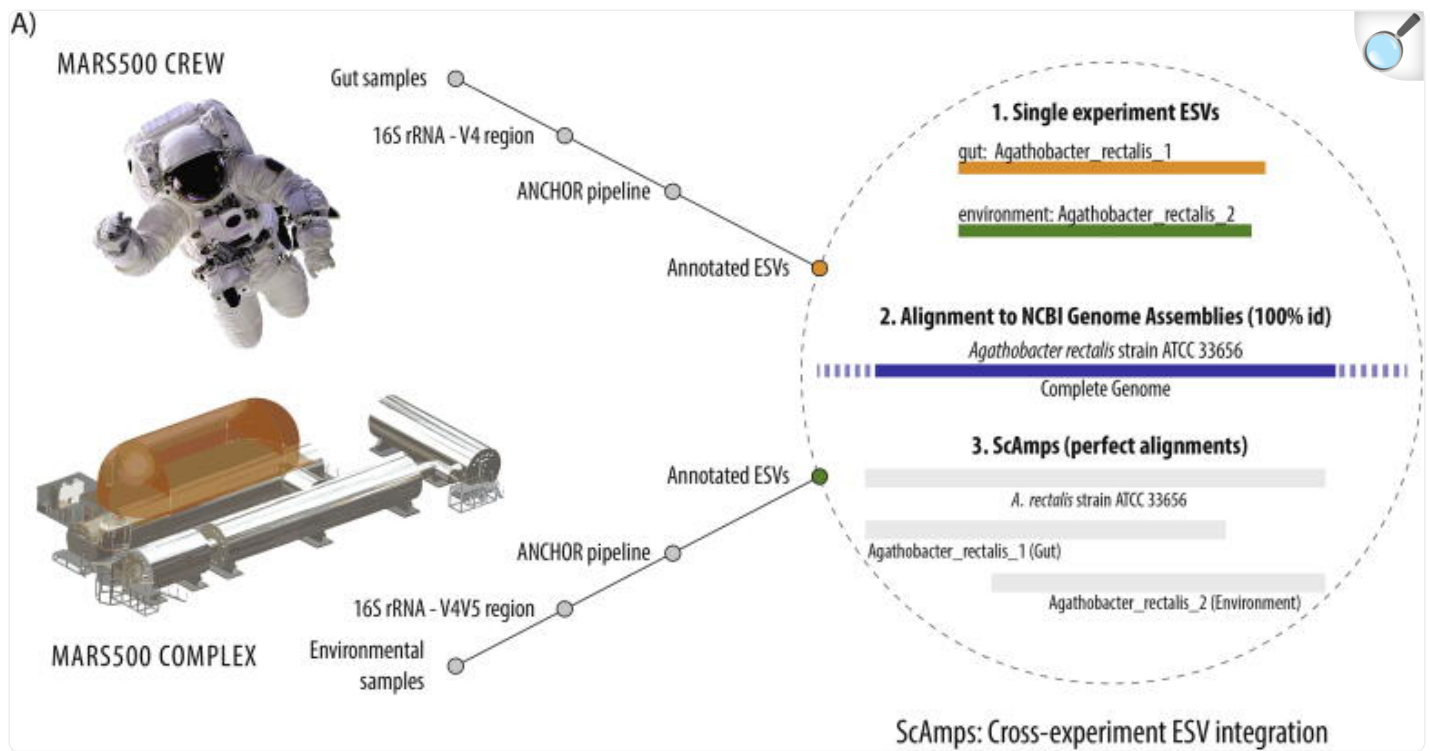 A)
MARS500 CREW
Gut samples
16S rRNA - V4 region
ANCHOR pipeline
Annotated ESVs
MARS500 COMPLEX
Environmental
samples
16S rRNA - V4V5 region
ANCHOR pipeline
Annotated ESVs
1. Single experiment ESVs
gut: Agathobacter_rectalis_1
environment: Agathobacter_rectalis_2
2. Alignment to NCBI Genome Assemblies (100% id)
Agathobacter rectalis strain ATCC 33656
Complete Genome
3. ScAmps (perfect alignments)
A. rectalis strain ATCC 33656
Agathobacter_rectalis_1 (Gut)
Agathobacter_rectalis_2 (Environment)
ScAmps: Cross-experiment ESV integration